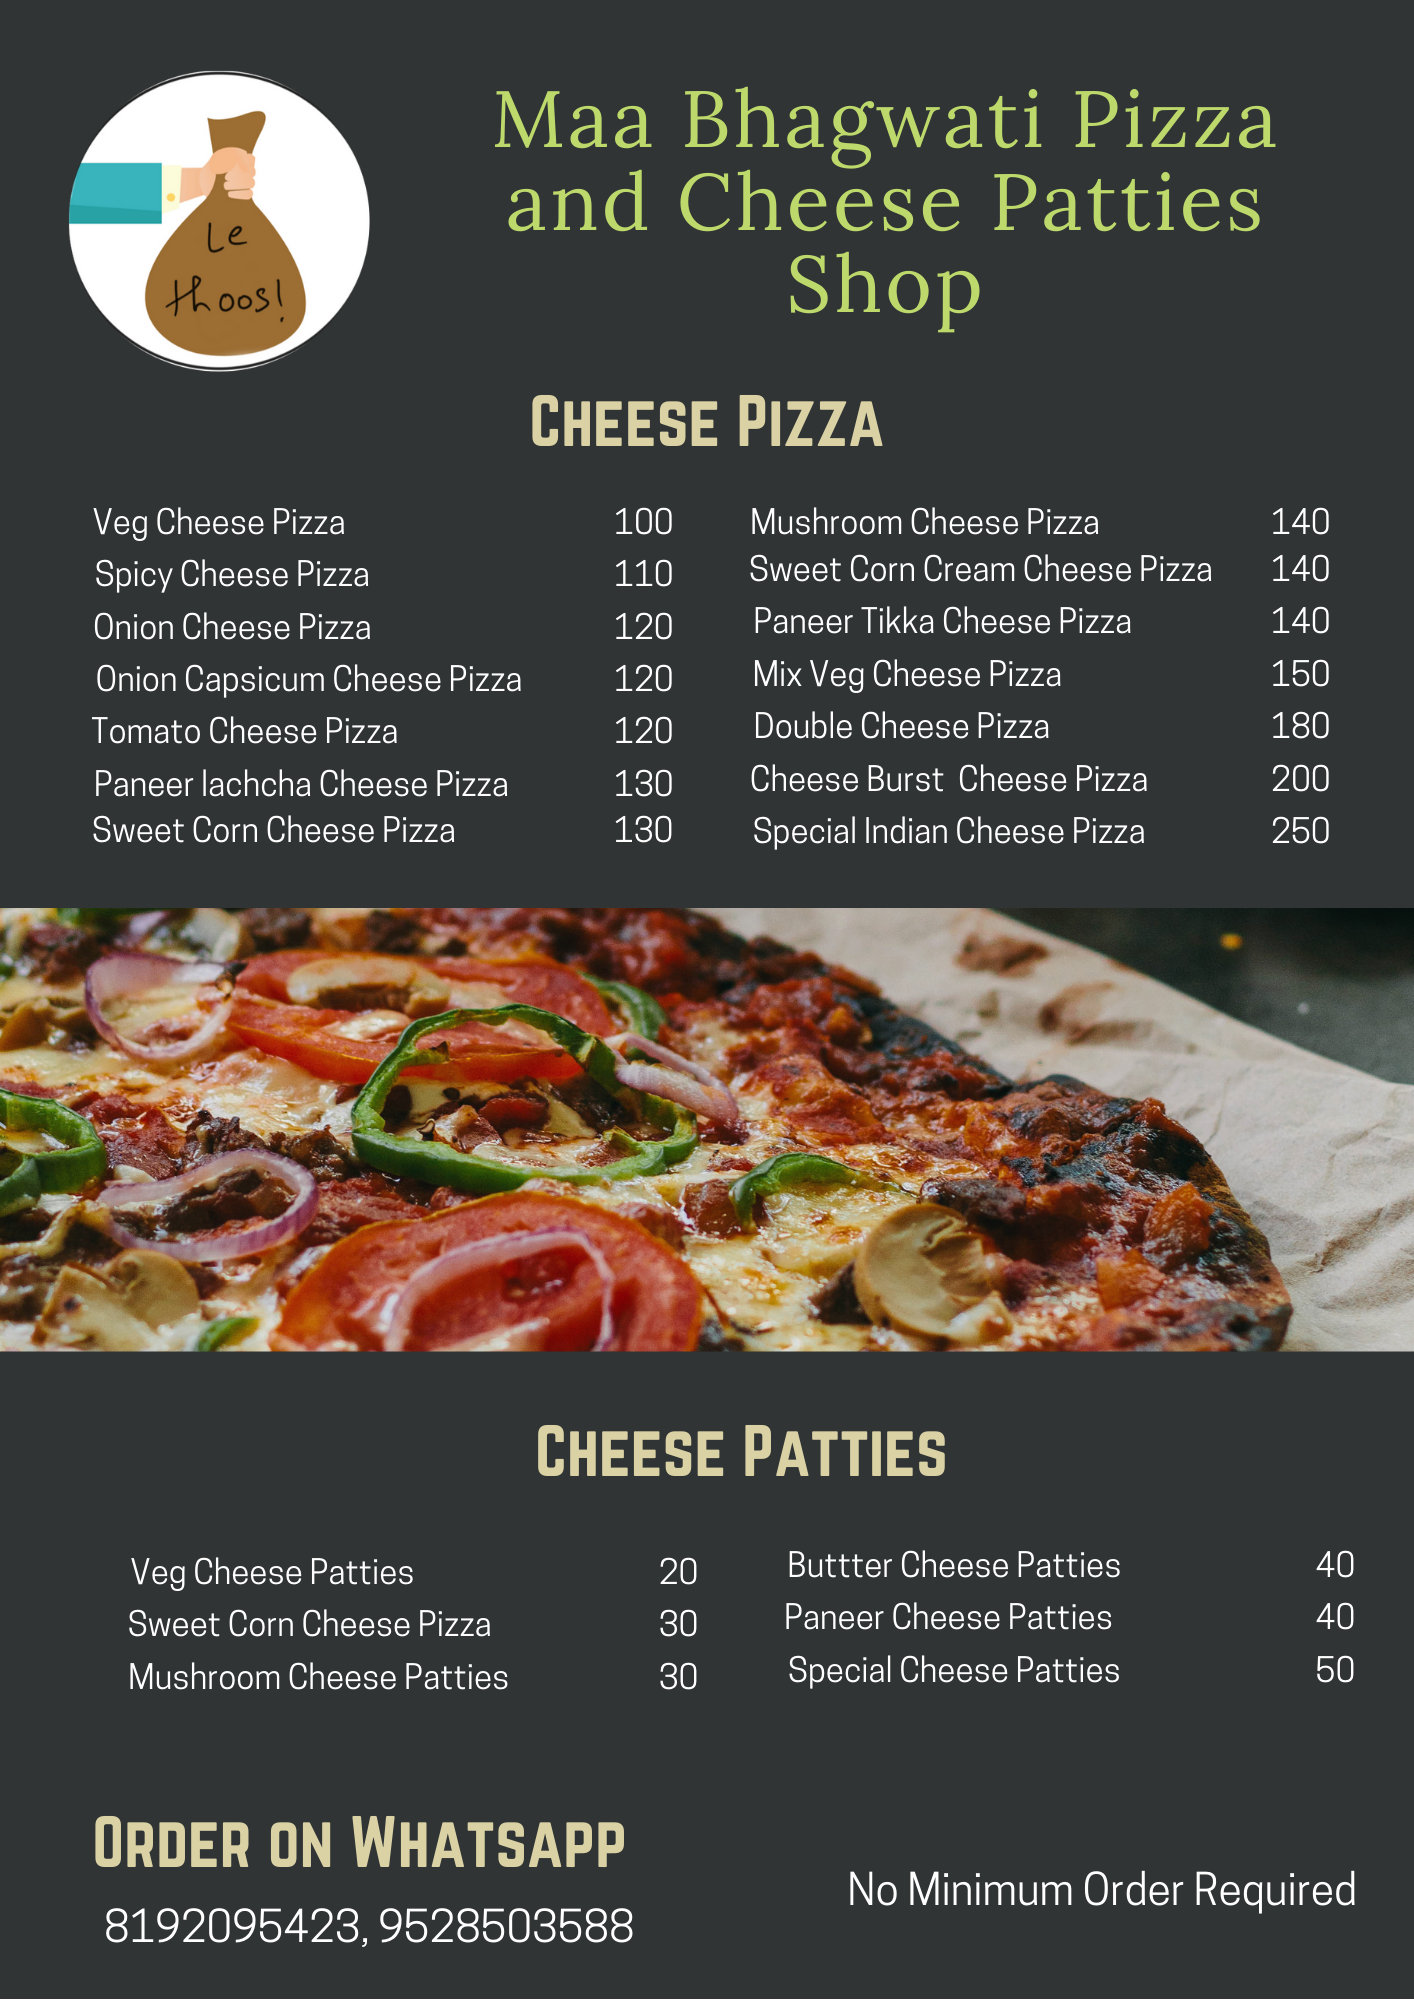 Le
thoos!
Maa Bhagwati Pizza
and Cheese Patties
Shop
Cheese Pizza
Veg Cheese Pizza 100
Spicy Cheese Pizza 110
Onion Cheese Pizza 120
Onion Capsicum Cheese Pizza 120
Tomato Cheese Pizza 120
Paneer lachcha Cheese Pizza 130
Sweet Corn Cheese Pizza 130
Mushroom Cheese Pizza 140
Sweet Corn Cream Cheese Pizza 140
Paneer Tikka Cheese Pizza 140
Mix Veg Cheese Pizza 150
Double Cheese Pizza 180
Cheese Burst Cheese Pizza 200
Special Indian Cheese Pizza 250
Cheese Patties
Veg Cheese Patties 20
Sweet Corn Cheese Pizza 30
Mushroom Cheese Patties 30
Buttter Cheese Patties 40
Paneer Cheese Patties 40
Special Cheese Patties 50
Order on Whatsapp
8192095423, 9528503588
No Minimum Order Required